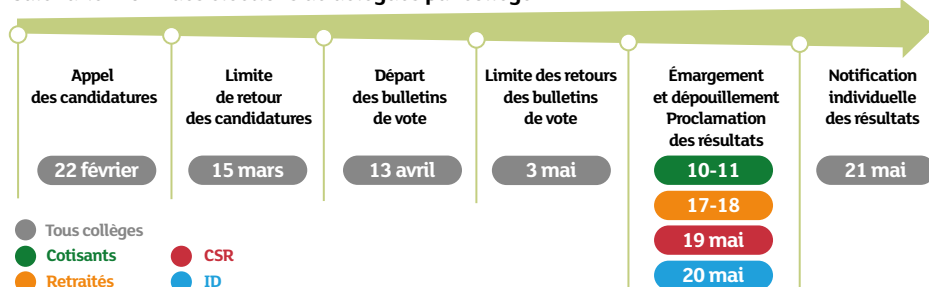 Appel
des candidatures
22 février
Limite
de retour
des candidatures
15 mars
Départ
des bulletins
de vote
13 avril
Limite des retours
des bulletins
de vote
3 mai
Émargement
et dépouillement
Proclamation
des résultats
10-11
17-18
19 mai
20 mai
Notification
individuelle
des résultats
21 mai
Tous collèges
Cotisants
CSR
Retraités
ID